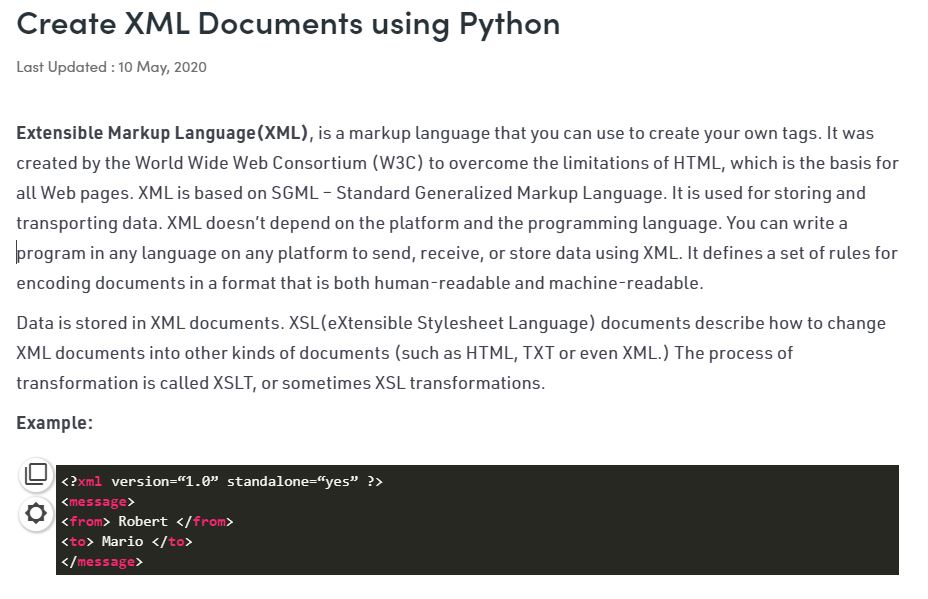 Create XML Documents using Python
Last Updated : 10 May, 2020
Extensible Markup Language(XML), is a markup language that you can use to create your own tags. It was
created by the World Wide Web Consortium (W3C) to overcome the limitations of HTML, which is the basis for
all Web pages. XML is based on SGML – Standard Generalized Markup Language. It is used for storing and
transporting data. XML doesn’t depend on the platform and the programming language. You can write a
program in any language on any platform to send, receive, or store data using XML. It defines a set of rules for
encoding documents in a format that is both human-readable and machine-readable.
Data is stored in XML documents. XSL(eXtensible Stylesheet Language) documents describe how to change
XML documents into other kinds of documents (such as HTML, TXT or even XML.) The process of
transformation is called XSLT, or sometimes XSL transformations.
Example:
<?xml version=“1.0” standalone=“yes” ?>
<message>
<from> Robert </from>
<to> Mario </to>
</message>